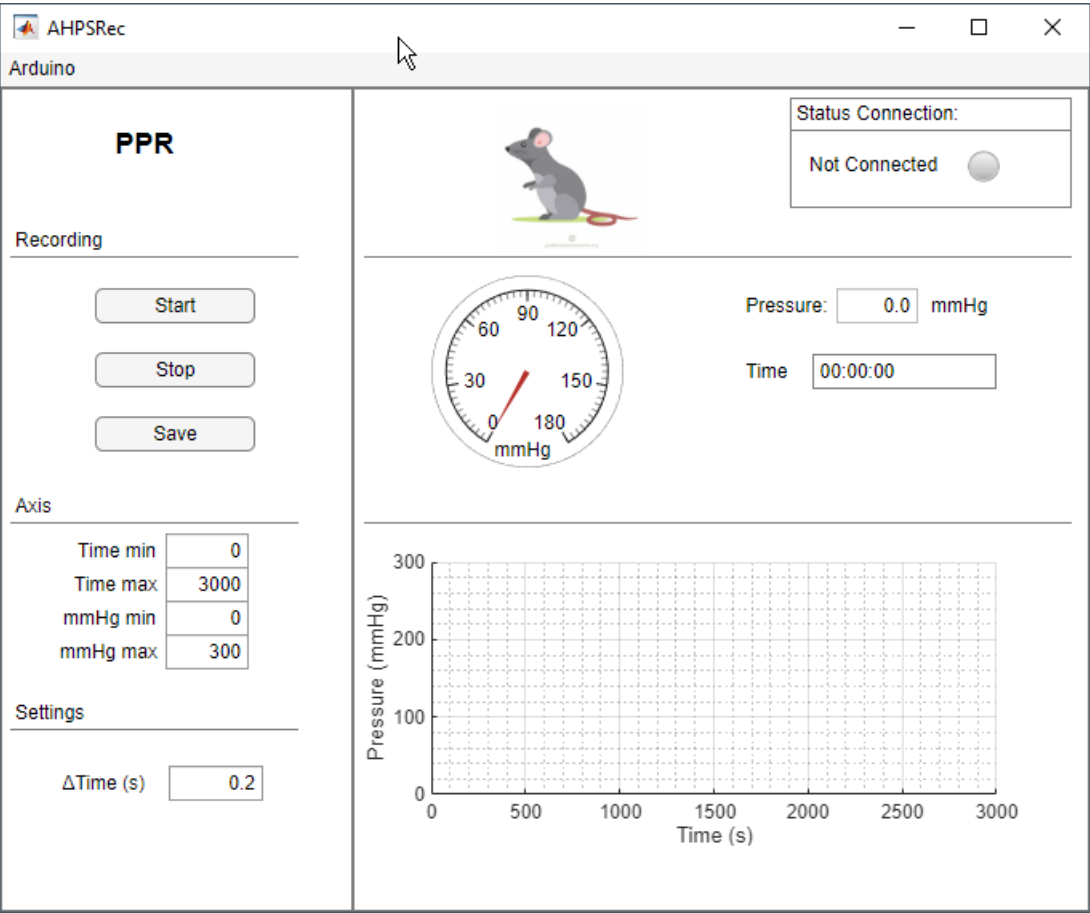 AHPSRec
Arduino
PPR
Recording
Start
Stop
Save
Axis
Time min 0
Time max 3000
mmHg min 0
mmHg max 300
Settings
ΔTime (s) 0.2
Status Connection:
Not Connected
0
30
60
90
120
150
180
mmHg
Pressure: 0.0 mmHg
Time 00:00:00
Pressure (mmHg)
300
200
100
0
0 500 1000 1500 2000 2500 3000
Time (s)